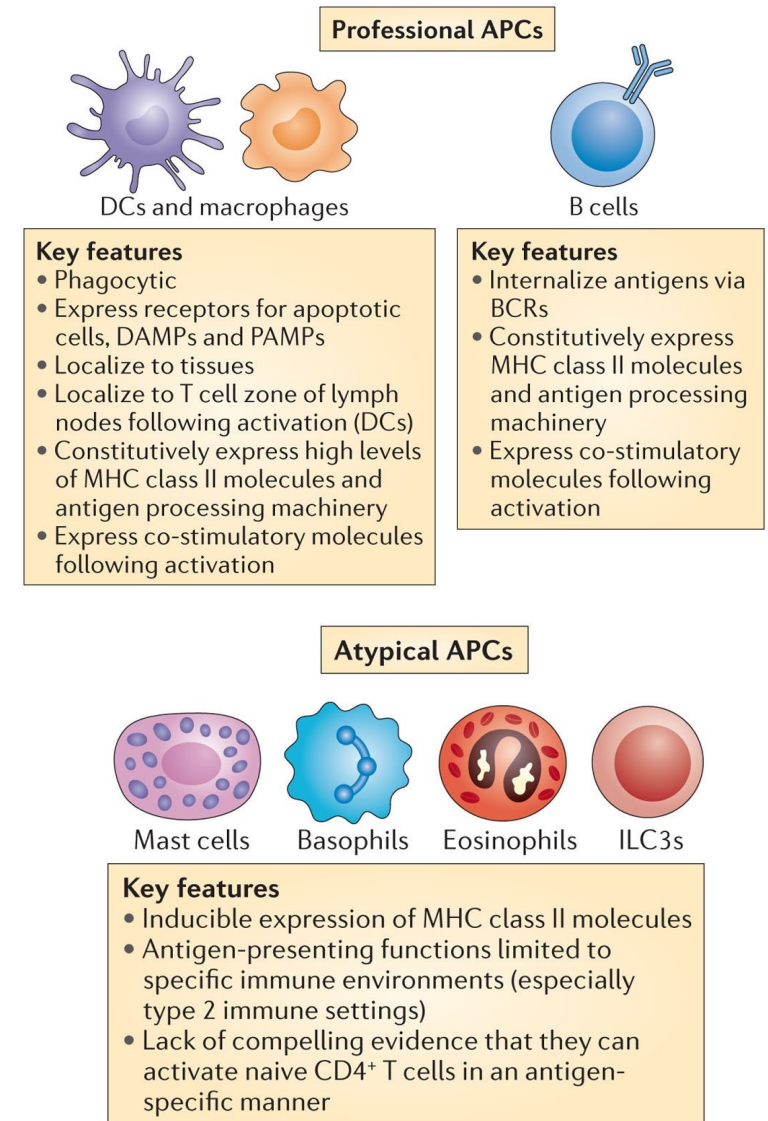 Professional APCs
DCs and macrophages
Key features
• Phagocytic
• Express receptors for apoptotic
cells, DAMPs and PAMPs
• Localize to tissues
• Localize to T cell zone of lymph
nodes following activation (DCs)
• Constitutively express high levels
of MHC class II molecules and
antigen processing machinery
• Express co-stimulatory molecules
following activation
B cells
Key features
• Internalize antigens via
BCRs
• Constitutively express
MHC class II molecules
and antigen processing
machinery
• Express co-stimulatory
molecules following
activation
Atypical APCs
Mast cells
Basophils
Eosinophils
ILC3s
Key features
• Inducible expression of MHC class II molecules
• Antigen-presenting functions limited to
specific immune environments (especially
type 2 immune settings)
• Lack of compelling evidence that they can
activate naive CD4⁺ T cells in an antigen-
specific manner